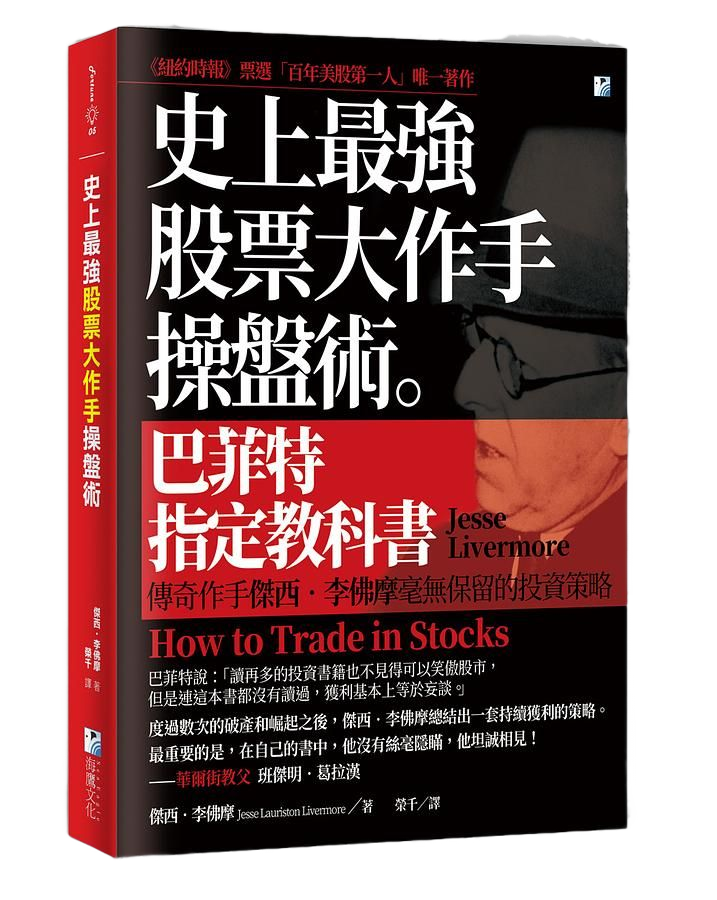 《紐約時報》票選「百年美股第一人」唯一著作
史上最強
股票大作手
操盤術。
巴菲特
指定教科書
Jesse
Livermore
傳奇作手傑西・李佛摩毫無保留的投資策略
How to Trade in Stocks
巴菲特說：「讀再多的投資書籍也不見得可以笑傲股市，
但是連這本書都沒有讀過，獲利基本上等於妄談。」
度過數次的破產和崛起之後，傑西・李佛摩總結出一套持續獲利的策略。
最重要的是，在自己的書中，他沒有絲毫隱瞞，他坦誠相見！
——華爾街教父 班傑明・葛拉漢
傑西・李佛摩 Jesse Lauriston Livermore／著 榮千／譯
Fortune
05
史上最強股票大作手操盤術
傑西・李佛摩 著
榮千 譯
海鷹文化